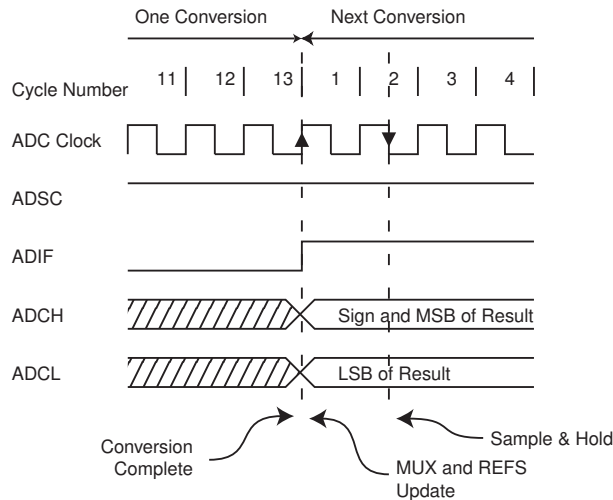 One Conversion
Next Conversion
Cycle Number
11
12
13
1
2
3
4
ADC Clock
ADSC
ADIF
ADCH
Sign and MSB of Result
ADCL
LSB of Result
Conversion
Complete
MUX and REFS
Update
Sample & Hold